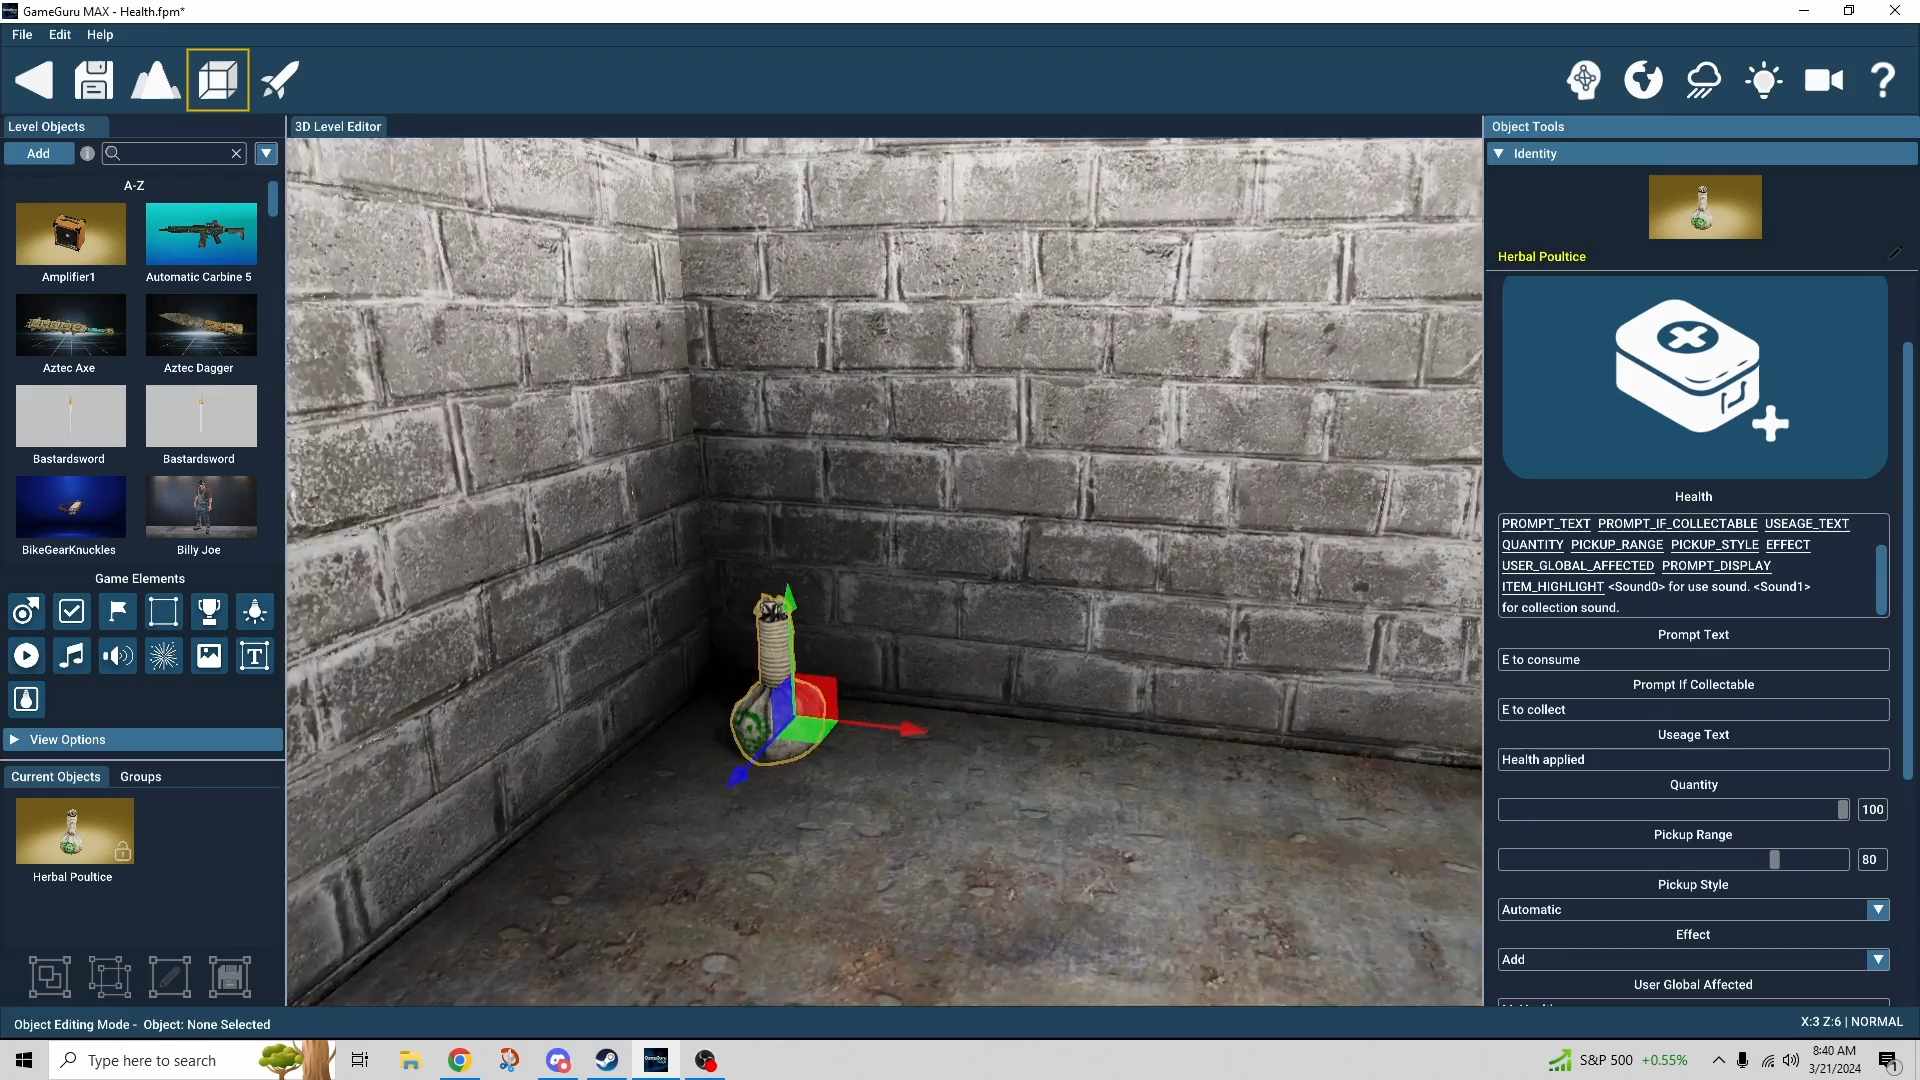 GameGuru MAX - Health.fpm*
File Edit Help
Level Objects
3D Level Editor
Object Tools
Add
A-Z
Amplifier1
Automatic Carbine 5
Aztec Axe
Aztec Dagger
Bastardsword
Bastardsword
BikeGearKnuckles
Billy Joe
Game Elements
View Options
Current Objects
Groups
Herbal Poultice
Identity
Herbal Poultice
Health
PROMPT_TEXT PROMPT_IF_COLLECTABLE USEAGE_TEXT
QUANTITY PICKUP_RANGE PICKUP_STYLE EFFECT
USER_GLOBAL_AFFECTED PROMPT_DISPLAY
ITEM_HIGHLIGHT <Sound0> for use sound. <Sound1>
for collection sound.
Prompt Text
E to consume
Prompt If Collectable
E to collect
Useage Text
Health applied
Quantity
100
Pickup Range
80
Pickup Style
Automatic
Effect
Add
User Global Affected
Object Editing Mode - Object: None Selected
X:3 Z:6 | NORMAL
Type here to search
S&P 500 +0.55%
8:40 AM
3/21/2024
1